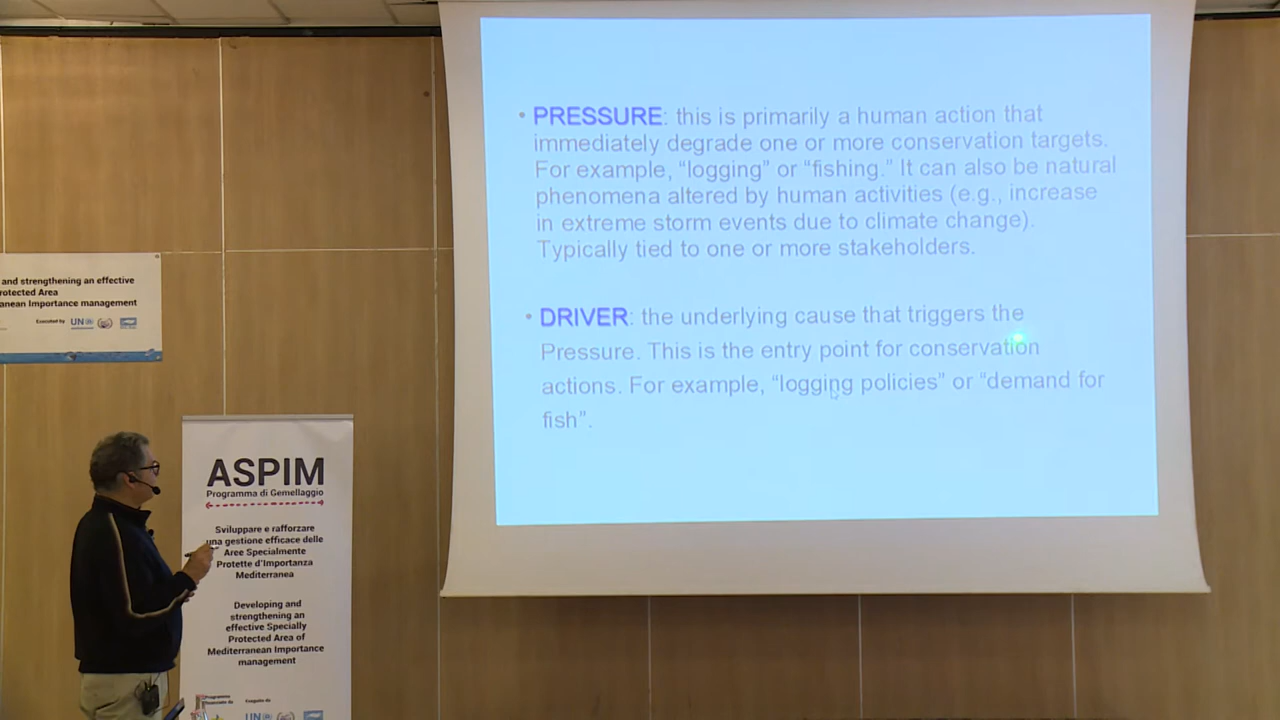 • PRESSURE: this is primarily a human action that
immediately degrade one or more conservation targets.
For example, “logging” or “fishing.” It can also be natural
phenomena altered by human activities (e.g., increase
in extreme storm events due to climate change).
Typically tied to one or more stakeholders.
• DRIVER: the underlying cause that triggers the
Pressure. This is the entry point for conservation
actions. For example, “logging policies” or “demand for
fish”.
and strengthening an effective
rotected Area
anean Importance management
Executed by
UN
ASPIM
Programma di Gemellaggio
Sviluppare e rafforzare
una gestione efficace delle
Aree Specialmente
Protette d'Importanza
Mediterranea
Developing and
strengthening an
effective Specially
Protected Area of
Mediterranean Importance
management
UN